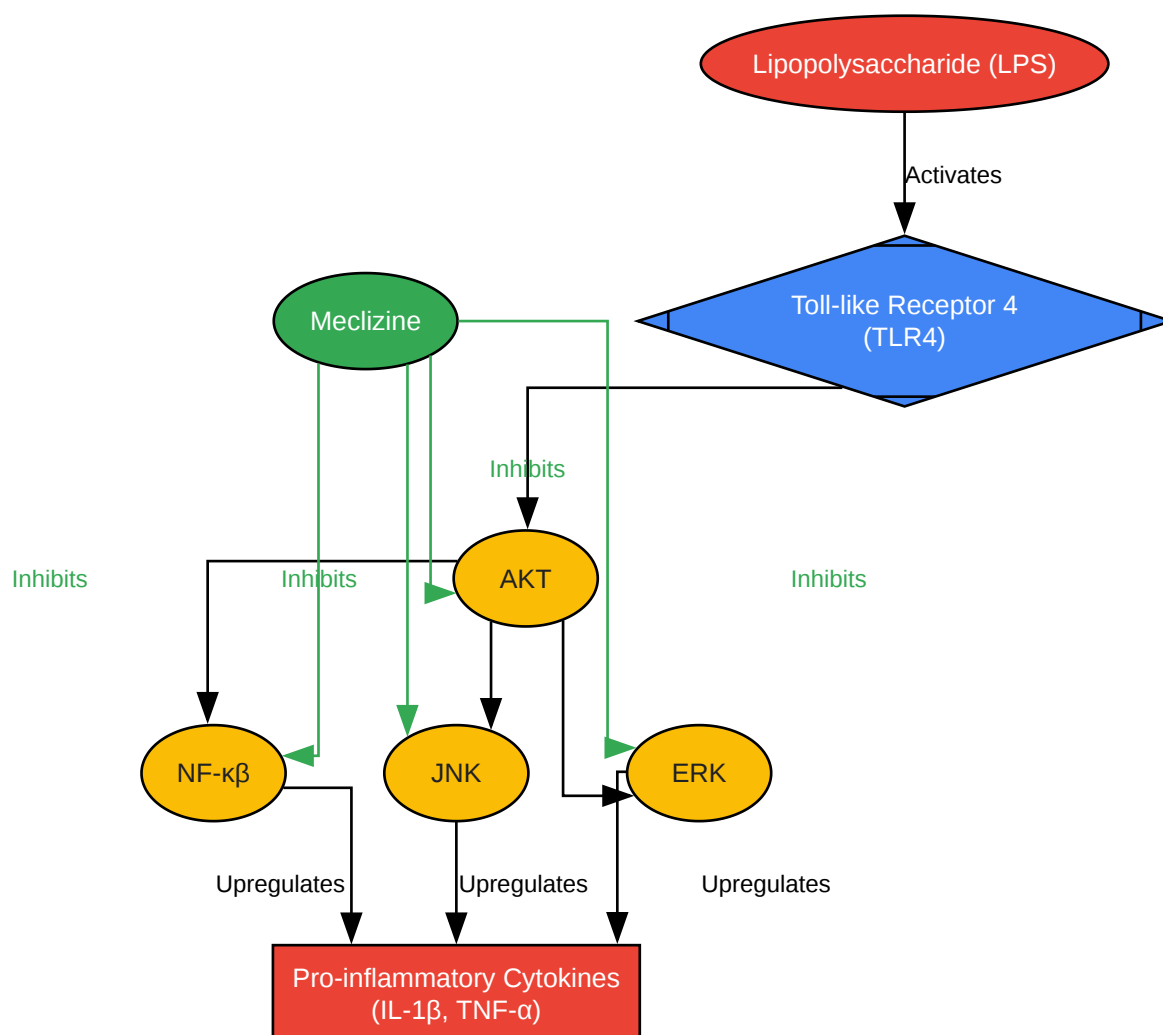 Lipopolysaccharide (LPS)
Activates
Toll-like Receptor 4
(TLR4)
Meclizine
Inhibits
Inhibits
Inhibits
Inhibits
AKT
NF-κβ
JNK
ERK
Upregulates
Upregulates
Upregulates
Pro-inflammatory Cytokines
(IL-1β, TNF-α)